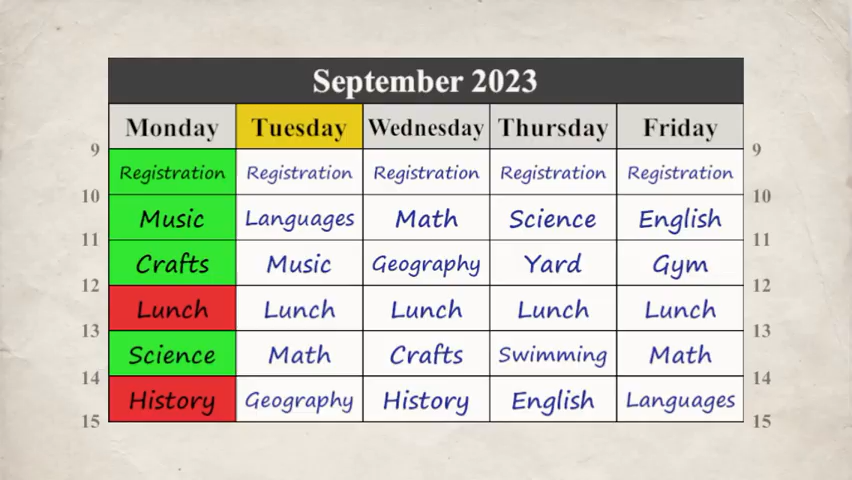 September 2023
Monday Tuesday Wednesday Thursday Friday
9 9
Registration Registration Registration Registration Registration
10 10
Music Languages Math Science English
11 11
Crafts Music Geography Yard Gym
12 12
Lunch Lunch Lunch Lunch Lunch
13 13
Science Math Crafts Swimming Math
14 14
History Geography History English Languages
15 15